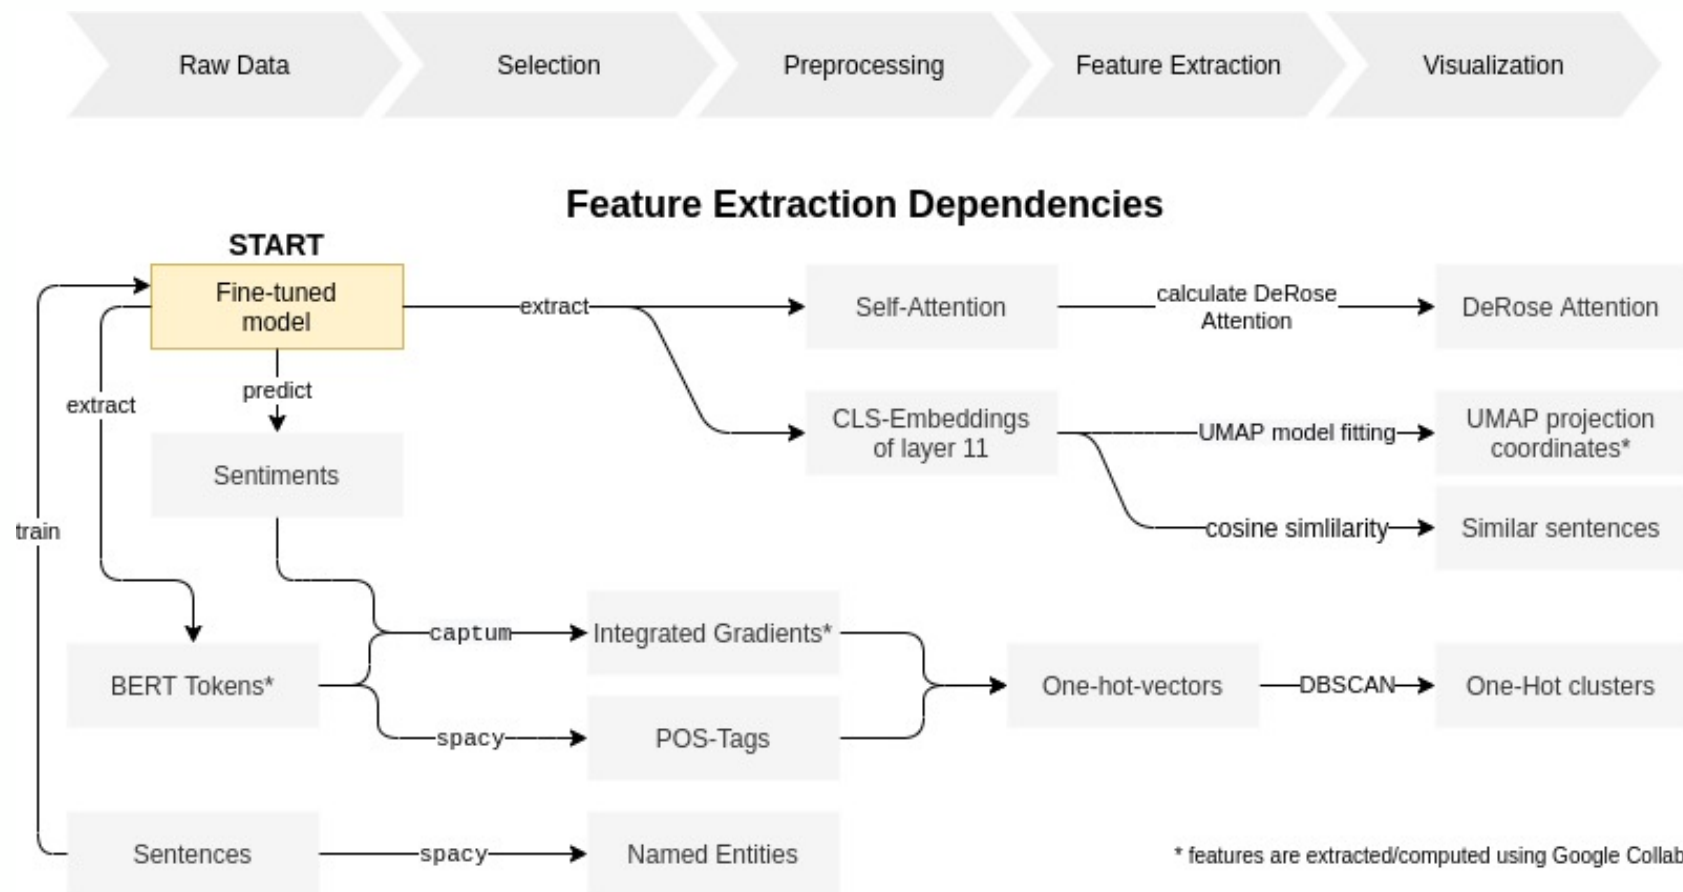 Raw Data
Selection
Preprocessing
Feature Extraction
Visualization
Feature Extraction Dependencies
START
Fine-tuned
model
extract
Self-Attention
calculate DeRose
Attention
DeRose Attention
predict
extract
CLS-Embeddings
of layer 11
UMAP model fitting
UMAP projection
coordinates*
Sentiments
train
cosine simlilarity
Similar sentences
captum
Integrated Gradients*
BERT Tokens*
One-hot-vectors
DBSCAN
One-Hot clusters
spacy
POS-Tags
Sentences
spacy
Named Entities
* features are extracted/computed using Google Collab